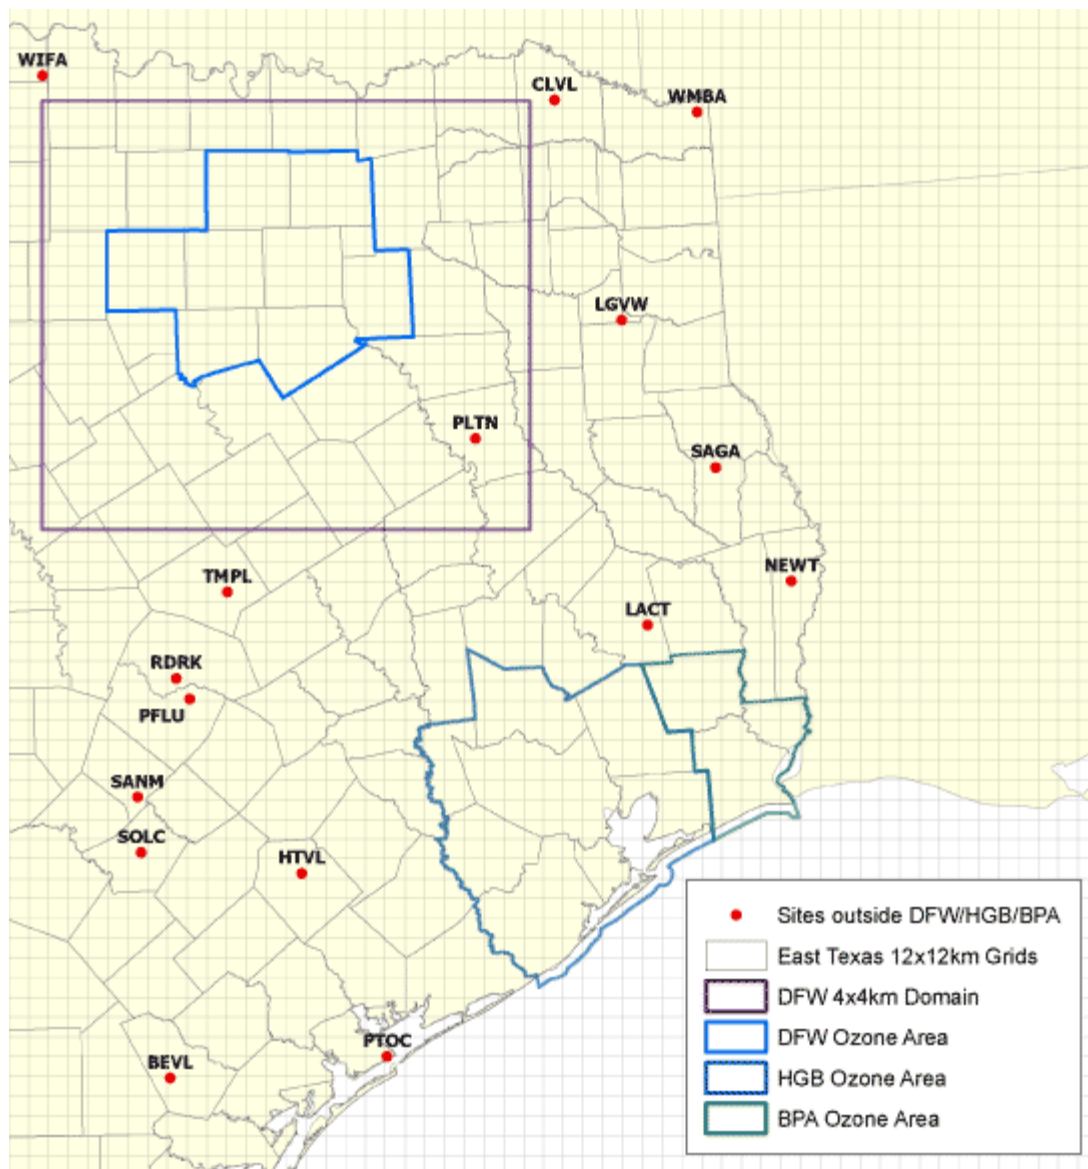 WIFA
CLVL
WMBA
LGVW
PLTN
SAGA
NEWT
TMPL
LACT
RDRK
PFLU
SANM
SOLC
HTVL
PTOC
BEVL
Sites outside DFW/HGB/BPA
East Texas 12x12km Grids
DFW 4x4km Domain
DFW Ozone Area
HGB Ozone Area
BPA Ozone Area